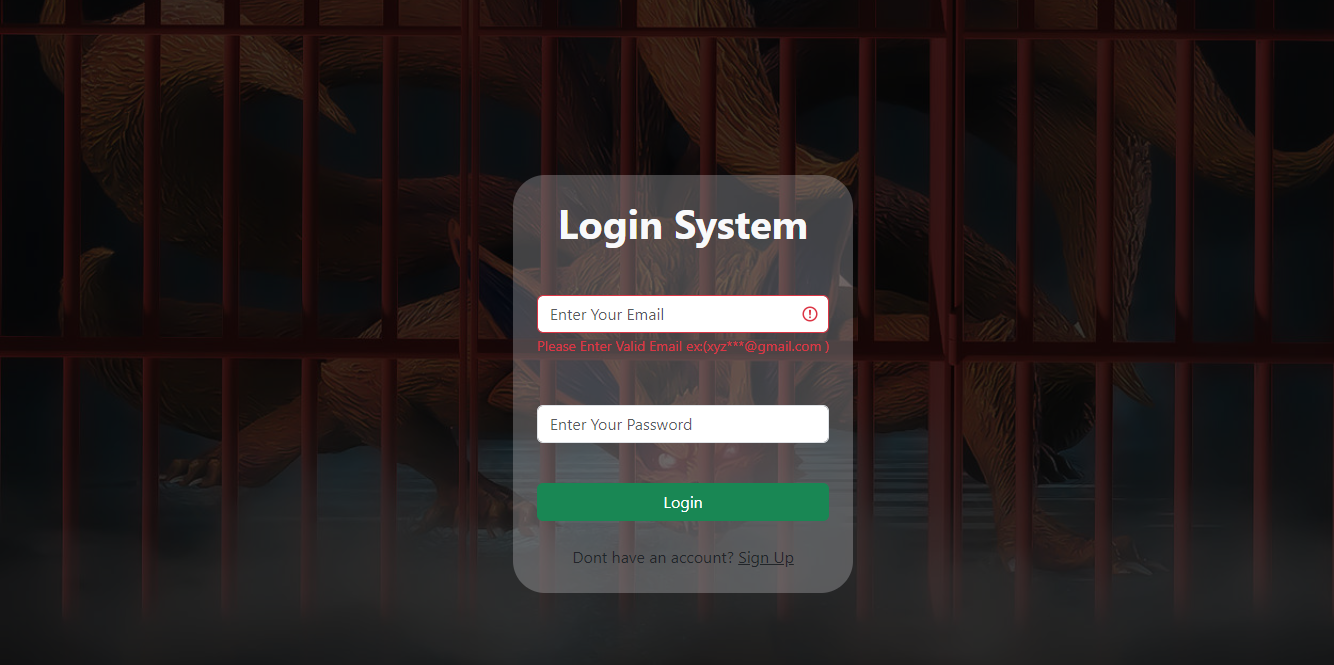 Login System
Enter Your Email
Please Enter Valid Email ex:(xyz***@gmail.com )
Enter Your Password
Login
Dont have an account? Sign Up